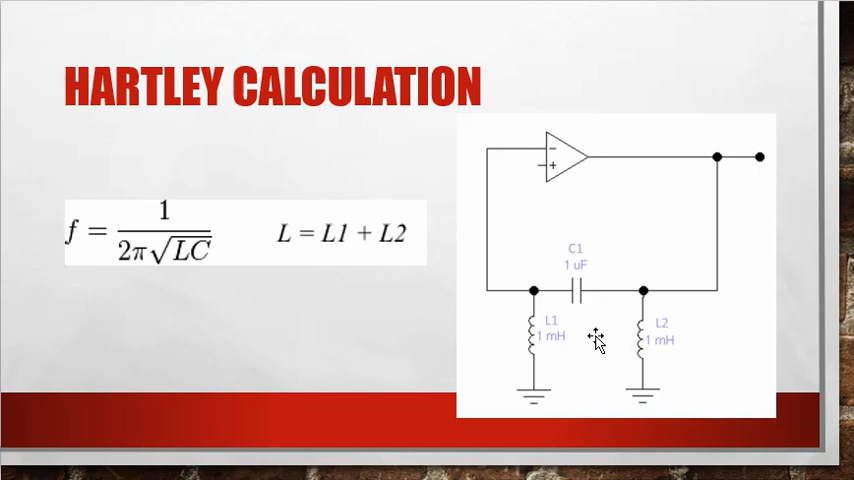 HARTLEY CALCULATION
f = 1 / 2π√LC
L = L1 + L2
−
+
C1
1 uF
L1
1 mH
L2
1 mH